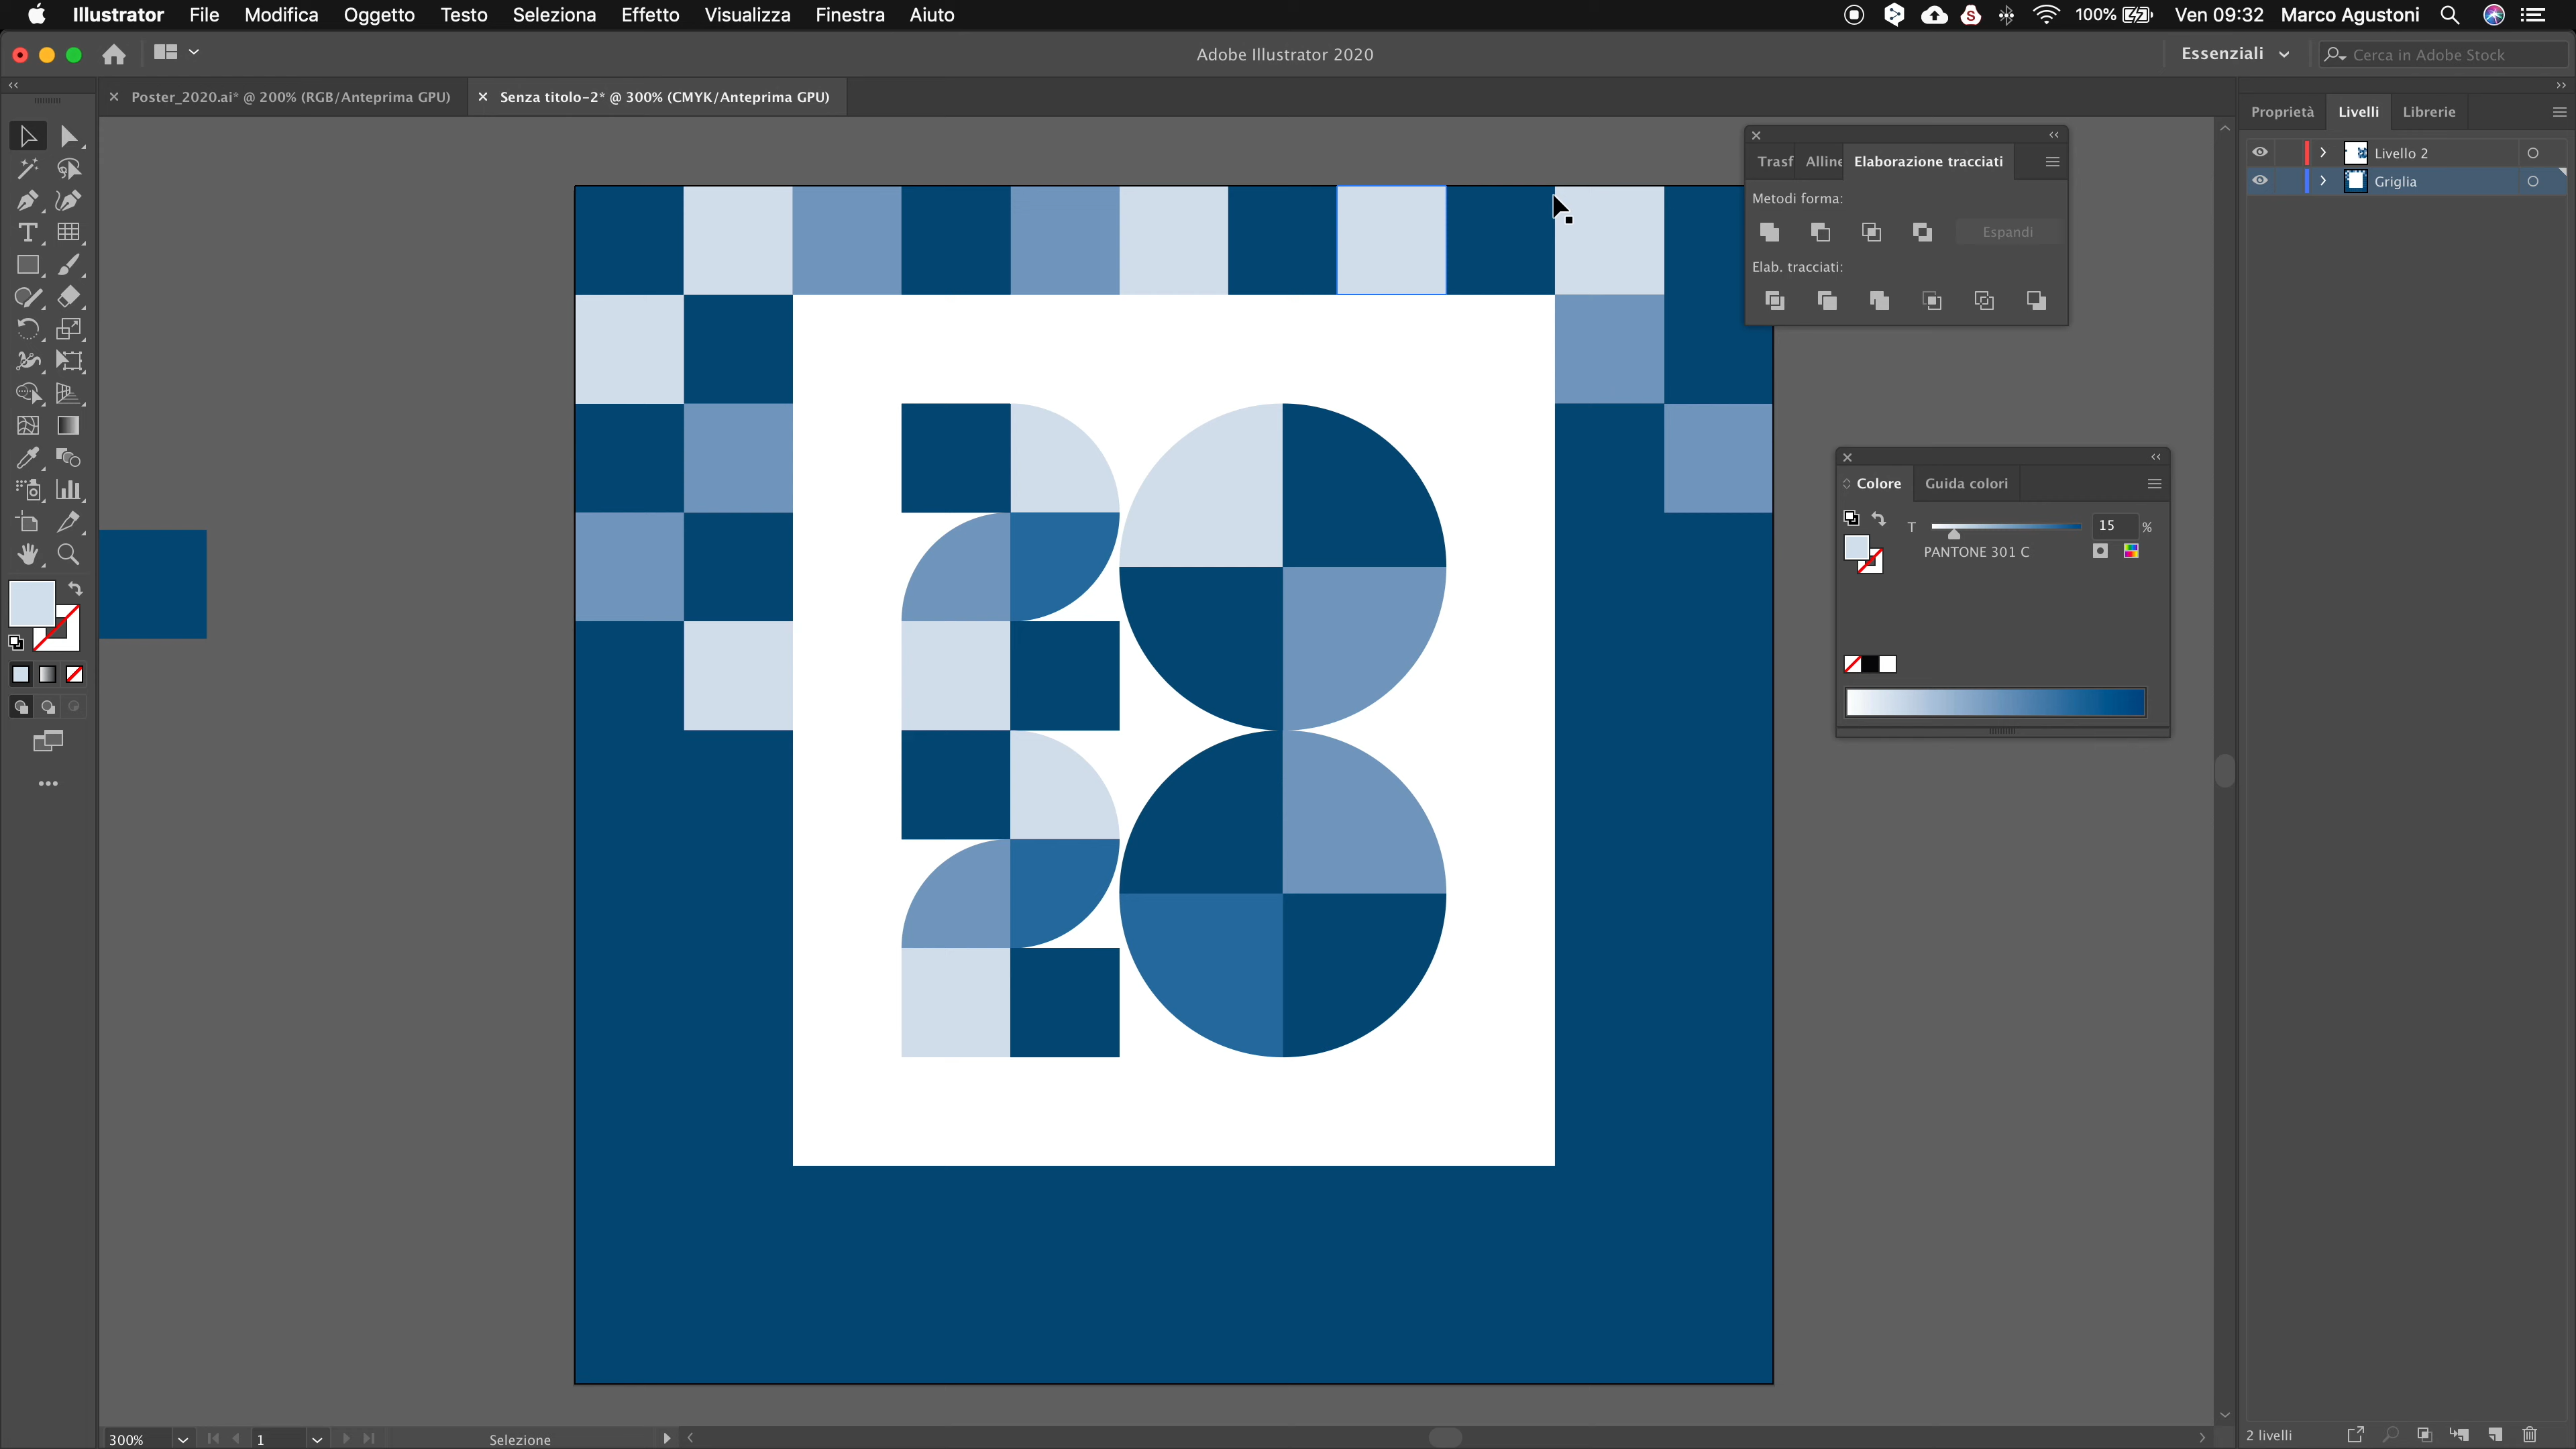 Illustrator File Modifica Oggetto Testo Seleziona Effetto Visualizza Finestra Aiuto 100% Ven 09:32 Marco Agustoni
Adobe Illustrator 2020 Essenziali Cerca in Adobe Stock
Poster_2020.ai* @ 200% (RGB/Anteprima GPU) Senza titolo-2* @ 300% (CMYK/Anteprima GPU)
Proprietà Livelli Librerie
Livello 2
Griglia
Trasf Alline Elaborazione tracciati
Metodi forma:
Espandi
Elab. tracciati:
Colore Guida colori
T 15 %
PANTONE 301 C
300% 1 Selezione 2 livelli